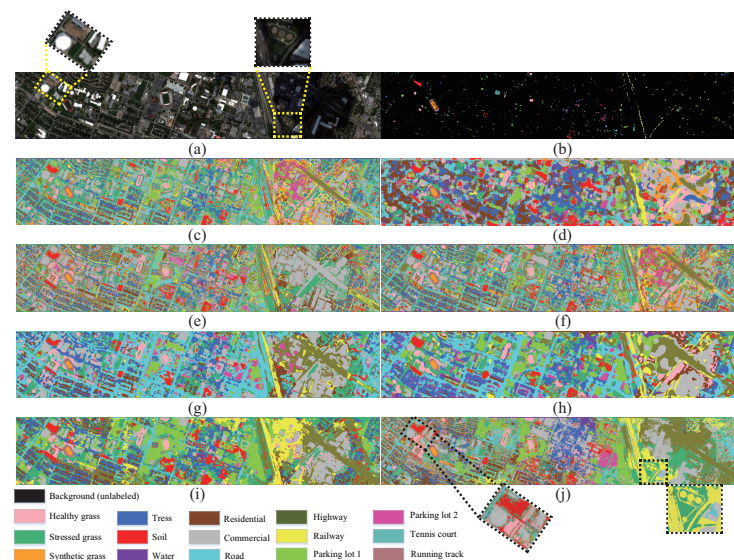 (a)
(b)
(c)
(d)
(e)
(f)
(g)
(h)
(i)
(j)
Background (unlabeled)
Healthy grass
Tress
Residential
Highway
Parking lot 2
Stressed grass
Soil
Commercial
Railway
Tennis court
Synthetic grass
Water
Road
Parking lot 1
Running track